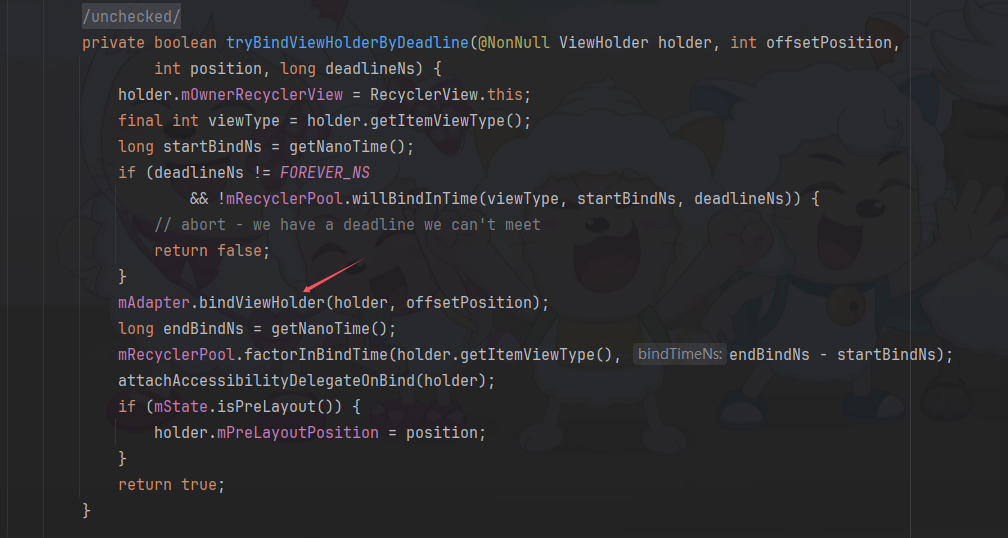 /unchecked/
private boolean tryBindViewHolderByDeadline(@NonNull ViewHolder holder, int offsetPosition,
        int position, long deadlineNs) {
    holder.mOwnerRecyclerView = RecyclerView.this;
    final int viewType = holder.getItemViewType();
    long startBindNs = getNanoTime();
    if (deadlineNs != FOREVER_NS
            && !mRecyclerPool.willBindInTime(viewType, startBindNs, deadlineNs)) {
        // abort - we have a deadline we can't meet
        return false;
    }
    mAdapter.bindViewHolder(holder, offsetPosition);
    long endBindNs = getNanoTime();
    mRecyclerPool.factorInBindTime(holder.getItemViewType(), bindTimeNs: endBindNs - startBindNs);
    attachAccessibilityDelegateOnBind(holder);
    if (mState.isPreLayout()) {
        holder.mPreLayoutPosition = position;
    }
    return true;
}